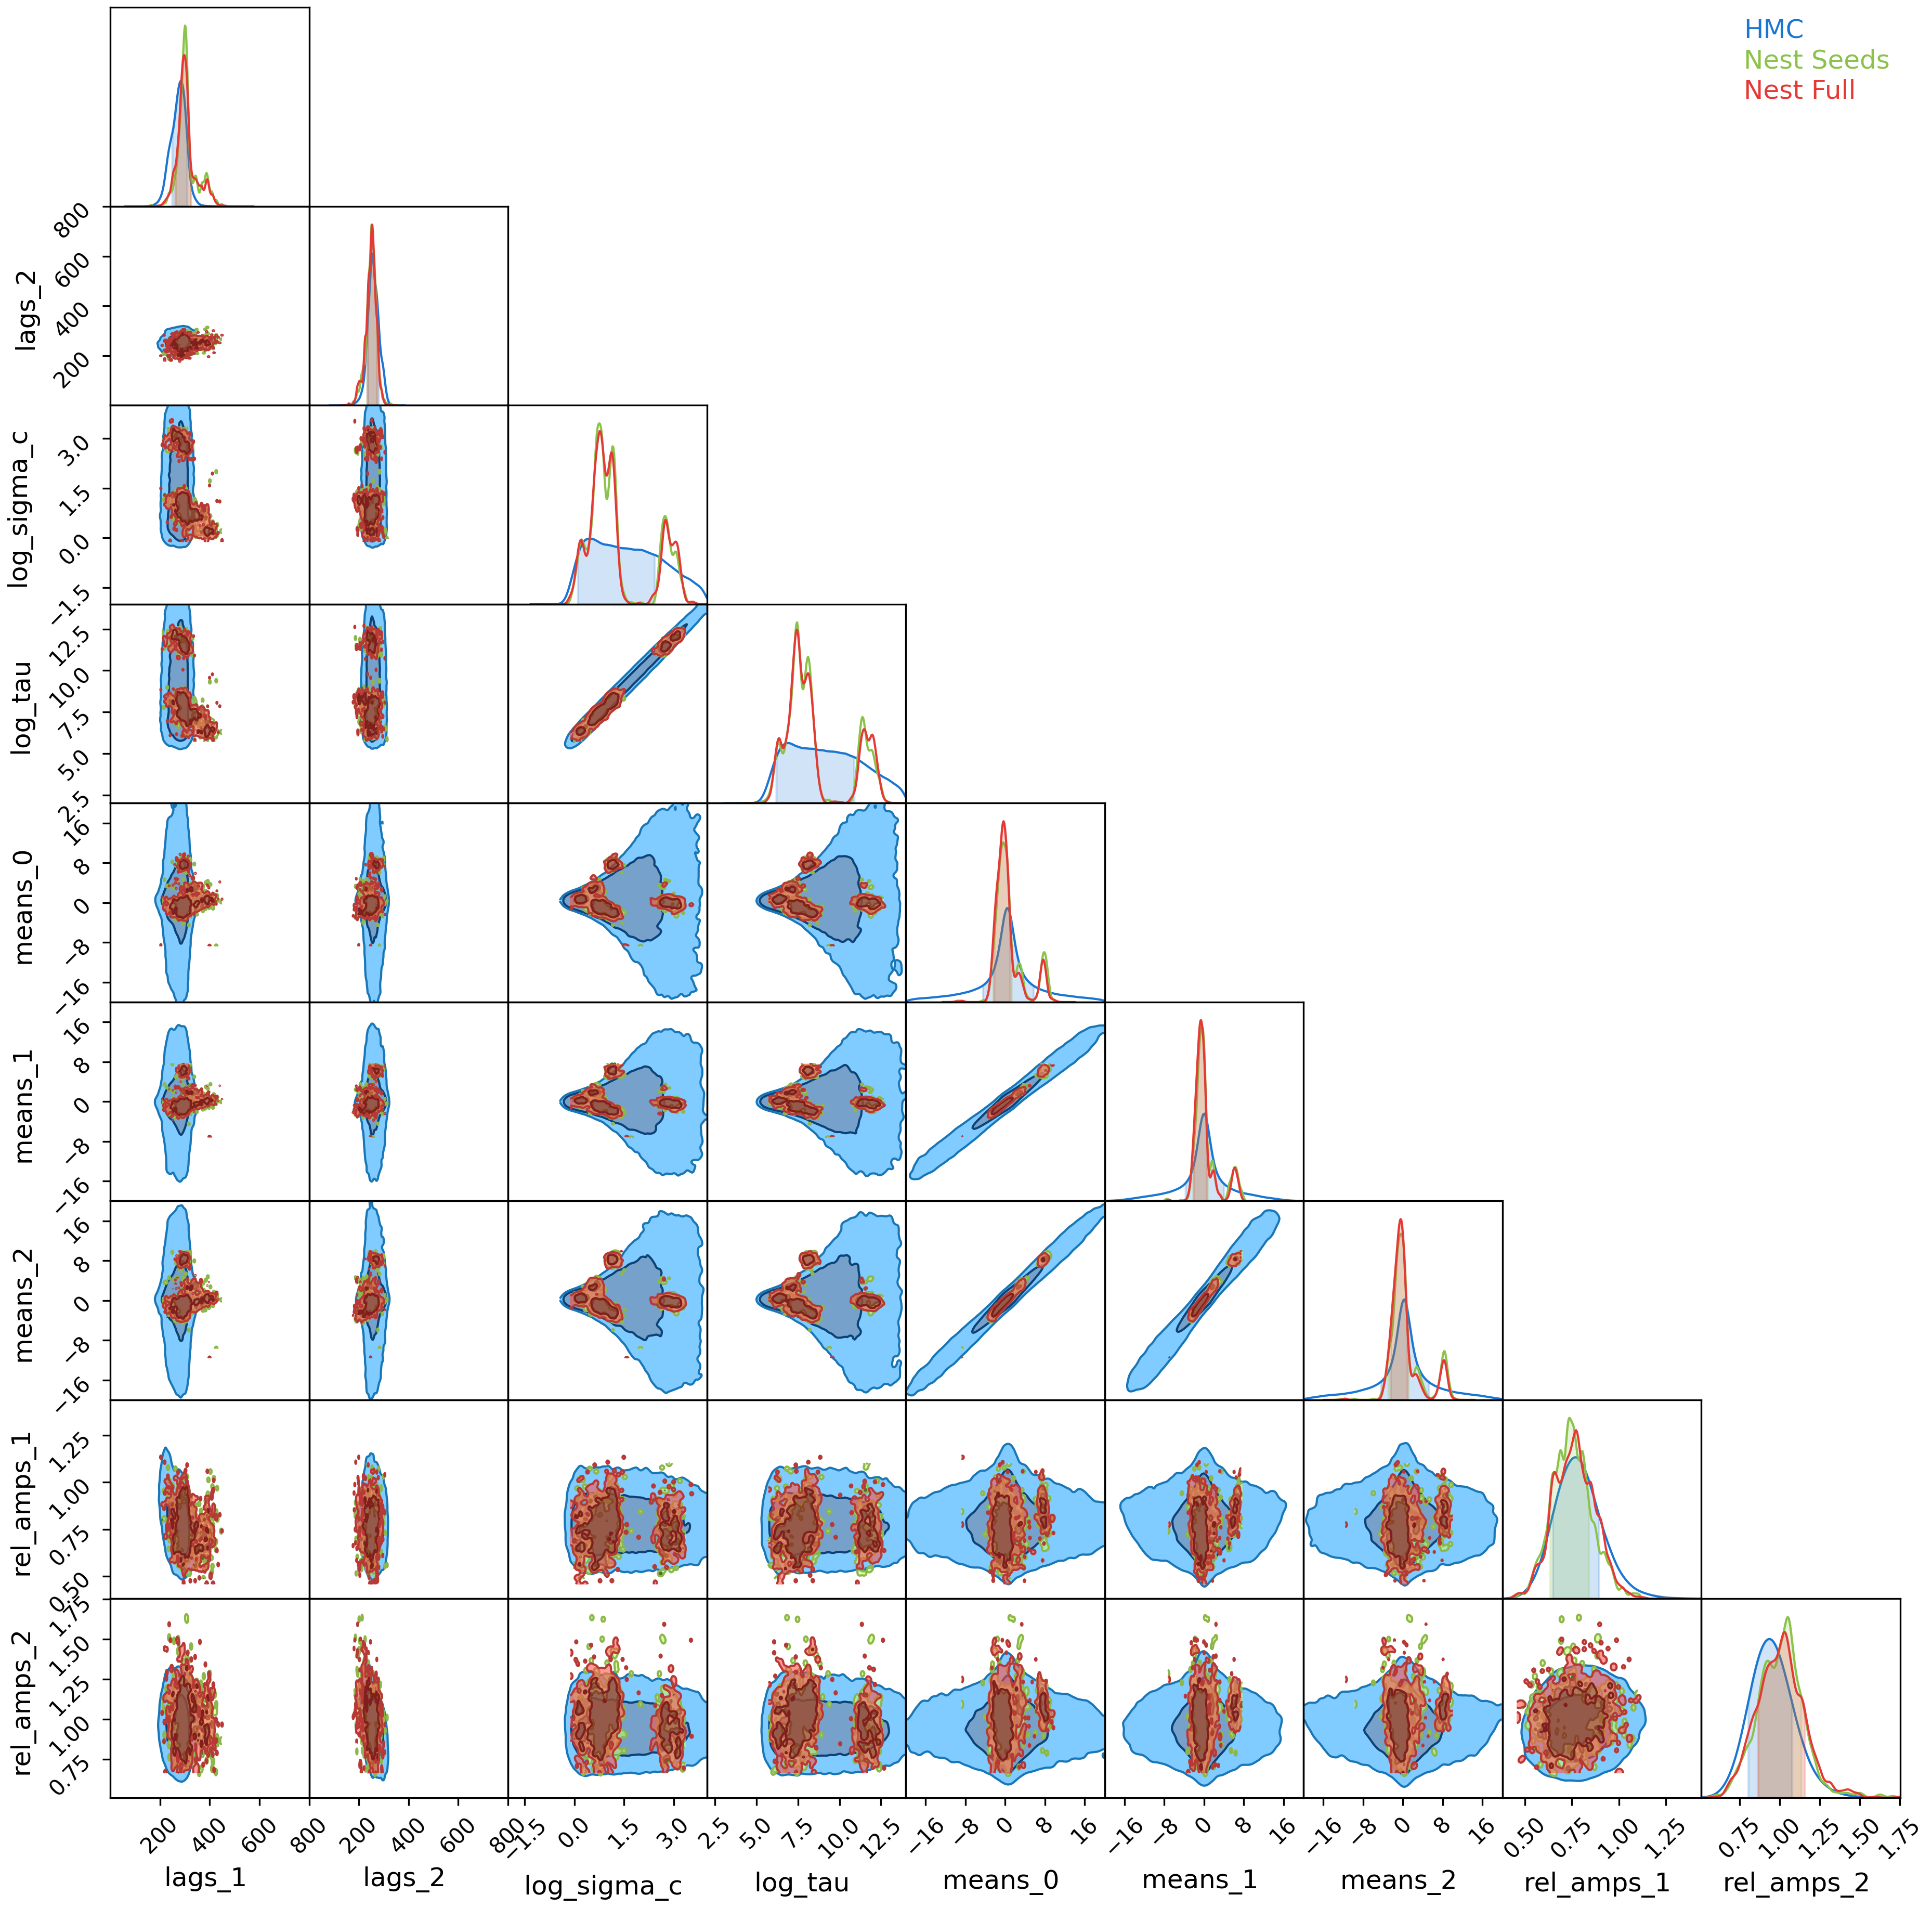 HMC
Nest Seeds
Nest Full
800
600
400
200
lags_2
3.0
1.5
0.0
−1.5
log_sigma_c
12.5
10.0
7.5
5.0
2.5
log_tau
16
8
0
−8
−16
means_0
16
8
0
−8
−16
means_1
16
8
0
−8
−16
means_2
1.25
1.00
0.75
0.50
rel_amps_1
1.75
1.50
1.25
1.00
0.75
rel_amps_2
200 400 600 800
200 400 600 800
−1.5 0.0 1.5 3.0
2.5 5.0 7.5 10.0 12.5
−16 −8 0 8 16
−16 −8 0 8 16
−16 −8 0 8 16
0.50 0.75 1.00 1.25
0.75 1.00 1.25 1.50 1.75
lags_1 lags_2 log_sigma_c log_tau means_0 means_1 means_2 rel_amps_1 rel_amps_2